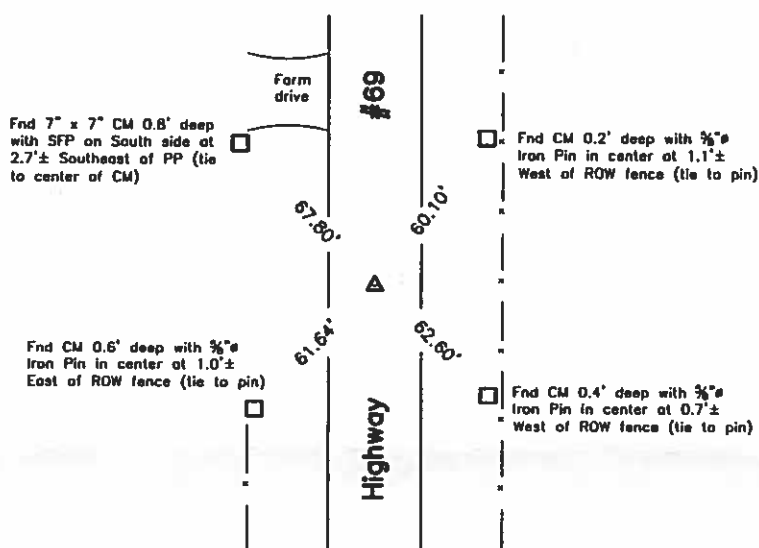 Farm
drive
#69
Fnd 7" x 7" CM 0.8' deep
with SFP on South side at
2.7'± Southeast of PP (tie
to center of CM)
Fnd CM 0.2' deep with ⅝"ø
Iron Pin in center at 1.1'±
West of ROW fence (tie to pin)
67.80'
60.10'
61.64'
62.60'
Fnd CM 0.6' deep with ⅝"ø
Iron Pin in center at 1.0'±
East of ROW fence (tie to pin)
Fnd CM 0.4' deep with ⅝"ø
Iron Pin in center at 0.7'±
West of ROW fence (tie to pin)
Highway